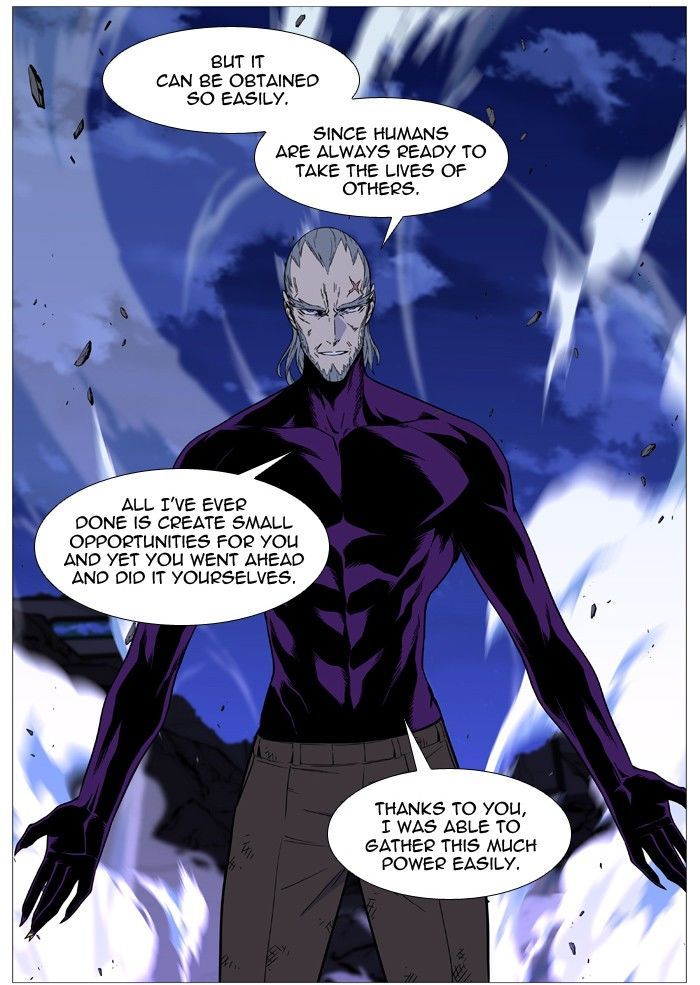 BUT IT
CAN BE OBTAINED
SO EASILY.
SINCE HUMANS
ARE ALWAYS READY TO
TAKE THE LIVES OF
OTHERS.
ALL I'VE EVER
DONE IS CREATE SMALL
OPPORTUNITIES FOR YOU
AND YET YOU WENT AHEAD
AND DID IT YOURSELVES.
THANKS TO YOU,
I WAS ABLE TO
GATHER THIS MUCH
POWER EASILY.